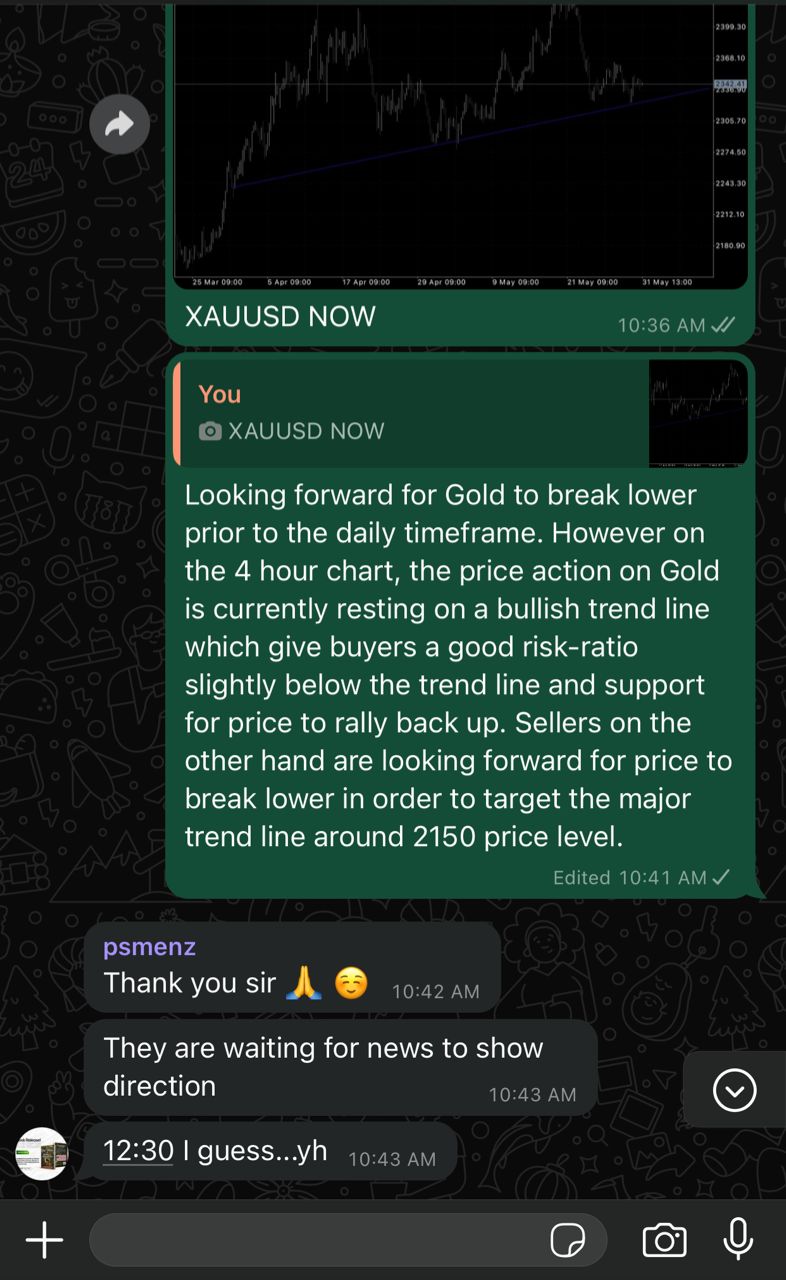 2399.30
2368.10
2342.41
2336.90
2305.70
2274.50
2243.30
2212.10
2180.90
25 Mar 09:00 5 Apr 09:00 17 Apr 09:00 29 Apr 09:00 9 May 09:00 21 May 09:00 31 May 13:00
XAUUSD NOW
10:36 AM
You
XAUUSD NOW
Looking forward for Gold to break lower
prior to the daily timeframe. However on
the 4 hour chart, the price action on Gold
is currently resting on a bullish trend line
which give buyers a good risk-ratio
slightly below the trend line and support
for price to rally back up. Sellers on the
other hand are looking forward for price to
break lower in order to target the major
trend line around 2150 price level.
Edited 10:41 AM
psmenz
Thank you sir 🙏 ☺️ 10:42 AM
They are waiting for news to show
direction 10:43 AM
12:30 I guess...yh 10:43 AM